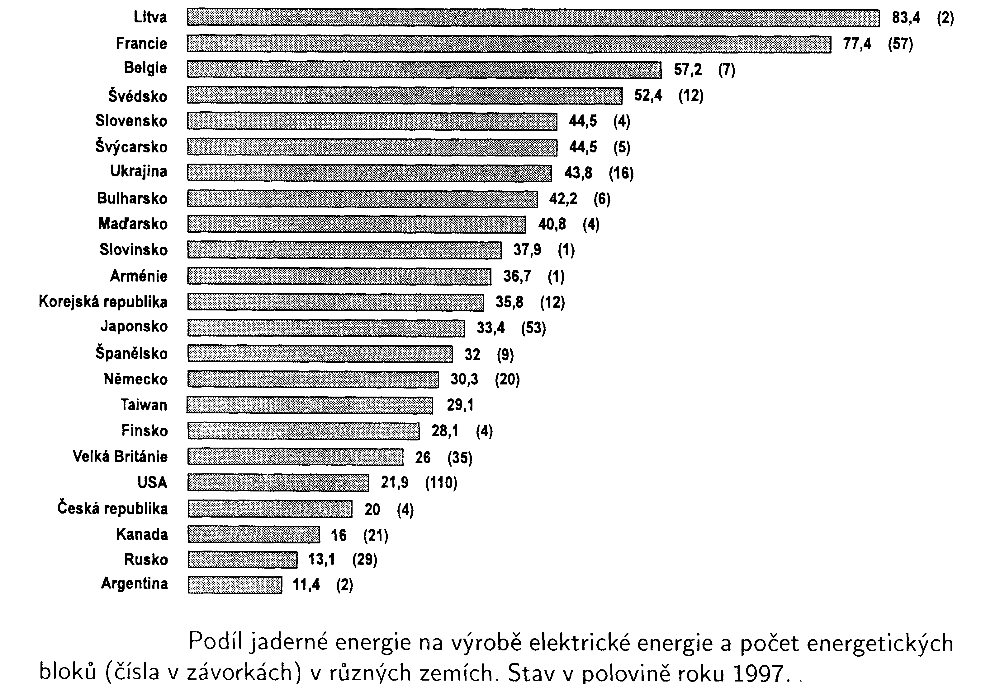 Litva 83,4 (2)
Francie 77,4 (57)
Belgie 57,2 (7)
Švédsko 52,4 (12)
Slovensko 44,5 (4)
Švýcarsko 44,5 (5)
Ukrajina 43,8 (16)
Bulharsko 42,2 (6)
Maďarsko 40,8 (4)
Slovinsko 37,9 (1)
Arménie 36,7 (1)
Korejská republika 35,8 (12)
Japonsko 33,4 (53)
Španělsko 32 (9)
Německo 30,3 (20)
Taiwan 29,1
Finsko 28,1 (4)
Velká Británie 26 (35)
USA 21,9 (110)
Česká republika 20 (4)
Kanada 16 (21)
Rusko 13,1 (29)
Argentina 11,4 (2)
Podíl jaderné energie na výrobě elektrické energie a počet energetických
bloků (čísla v závorkách) v různých zemích. Stav v polovině roku 1997.